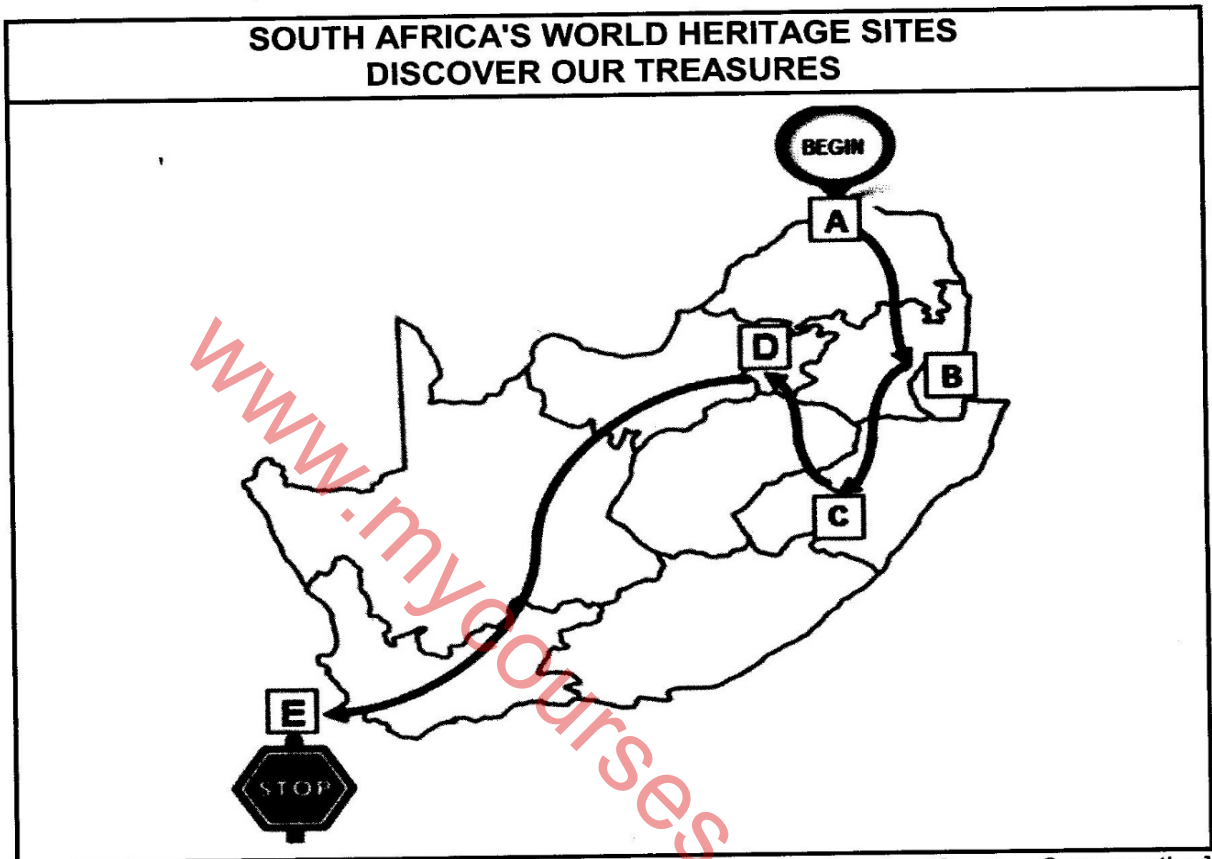 SOUTH AFRICA'S WORLD HERITAGE SITES
DISCOVER OUR TREASURES
BEGIN
A
D
B
C
E
STOP
www.mycourses